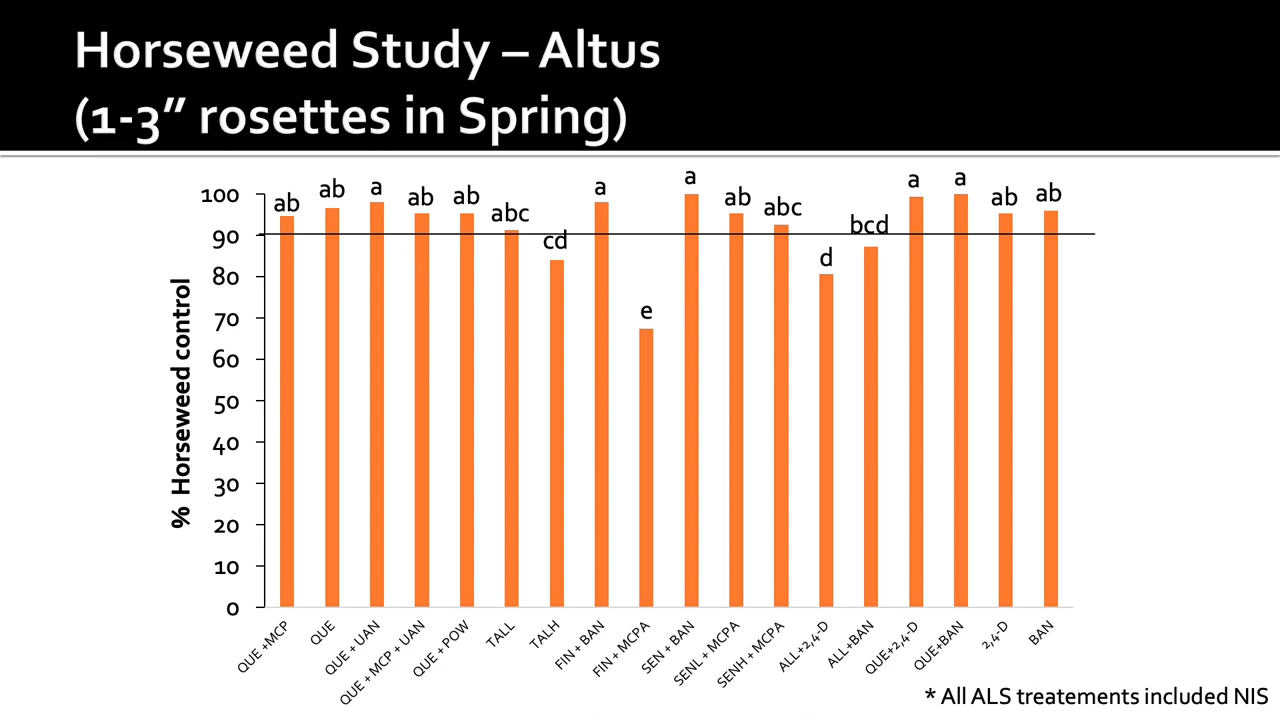 Horseweed Study – Altus
(1-3” rosettes in Spring)
% Horseweed control
100
90
80
70
60
50
40
30
20
10
0
ab
ab
a
ab
ab
abc
cd
a
e
a
ab
abc
d
bcd
a
a
ab
ab
QUE +MCP
QUE
QUE + UAN
QUE + MCP + UAN
QUE + POW
TALL
TALH
FIN + BAN
FIN + MCPA
SEN + BAN
SENL + MCPA
SENH + MCPA
ALL+2,4-D
ALL+BAN
QUE+2,4-D
QUE+BAN
2,4-D
BAN
* All ALS treatements included NIS